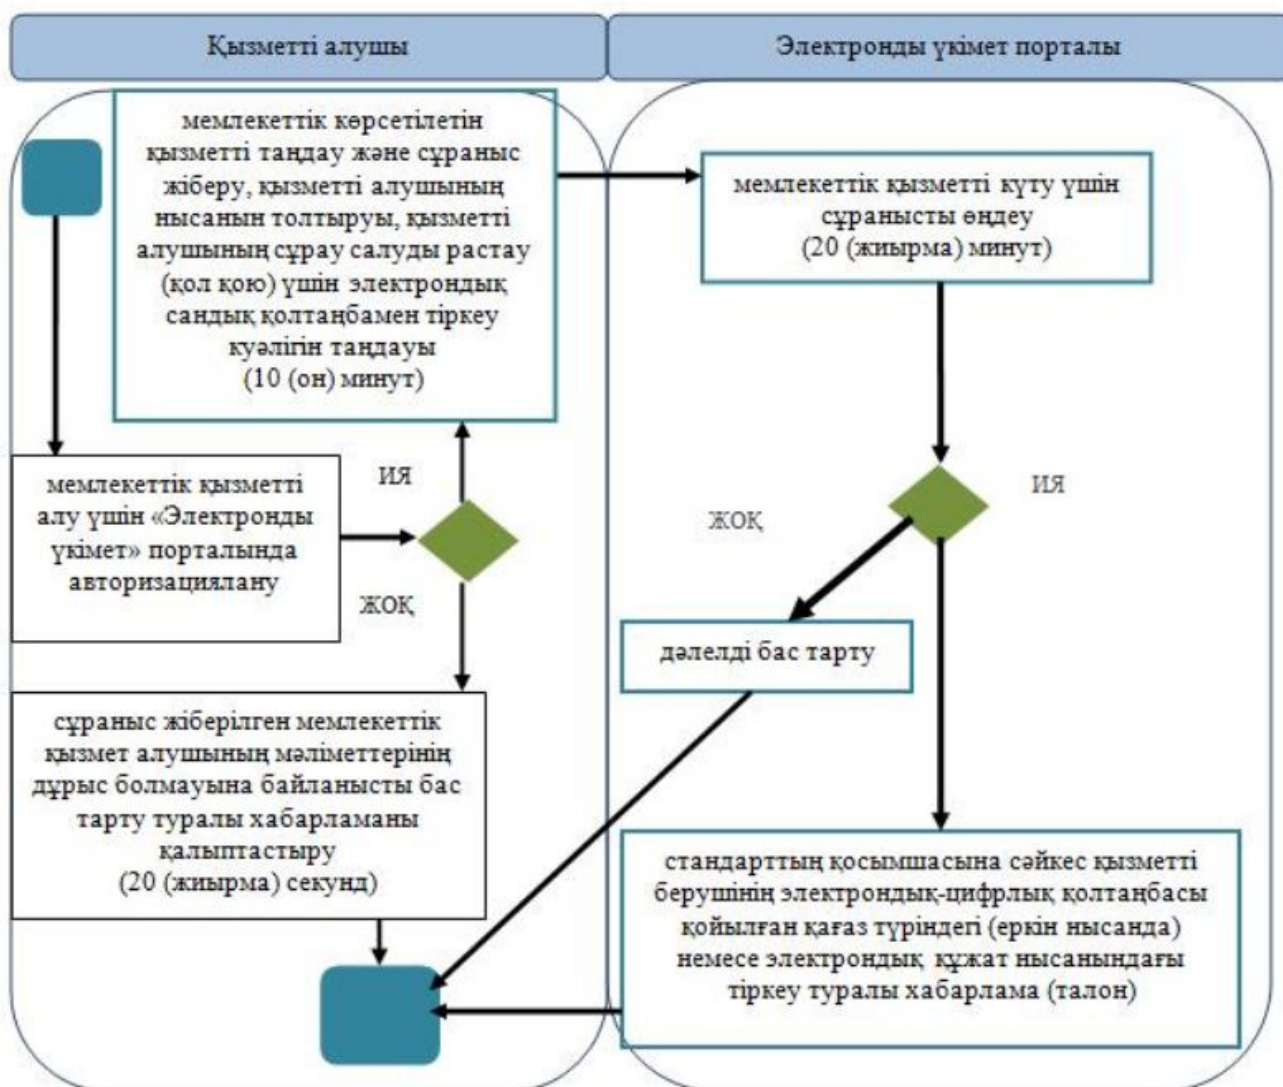 Қызметті алушы
Электронды үкімет порталы
мемлекеттік көрсетілетін
қызметті таңдау және сұраныс
жіберу, қызметті алушының
нысанын толтыруы, қызметті
алушының сұрау салуды растау
(қол қою) үшін электрондық
сандық қолтаңбамен тіркеу
куәлігін таңдауы
(10 (он) минут)
мемлекеттік қызметті күту үшін
сұранысты өңдеу
(20 (жиырма) минут)
мемлекеттік қызметті
алу үшін «Электронды
үкімет» порталында
авторизациялану
ИЯ
ЖОҚ
ЖОҚ
ИЯ
дәлелді бас тарту
сұраныс жіберілген мемлекеттік
қызмет алушының мәліметтерінің
дұрыс болмауына байланысты бас
тарту туралы хабарламаны
қалыптастыру
(20 (жиырма) секунд)
стандарттың қосымшасына сәйкес қызметті
берушінің электрондық-цифрлық қолтаңбасы
қойылған қағаз түріндегі (еркін нысанда)
немесе электрондық құжат нысанындағы
тіркеу туралы хабарлама (талон)